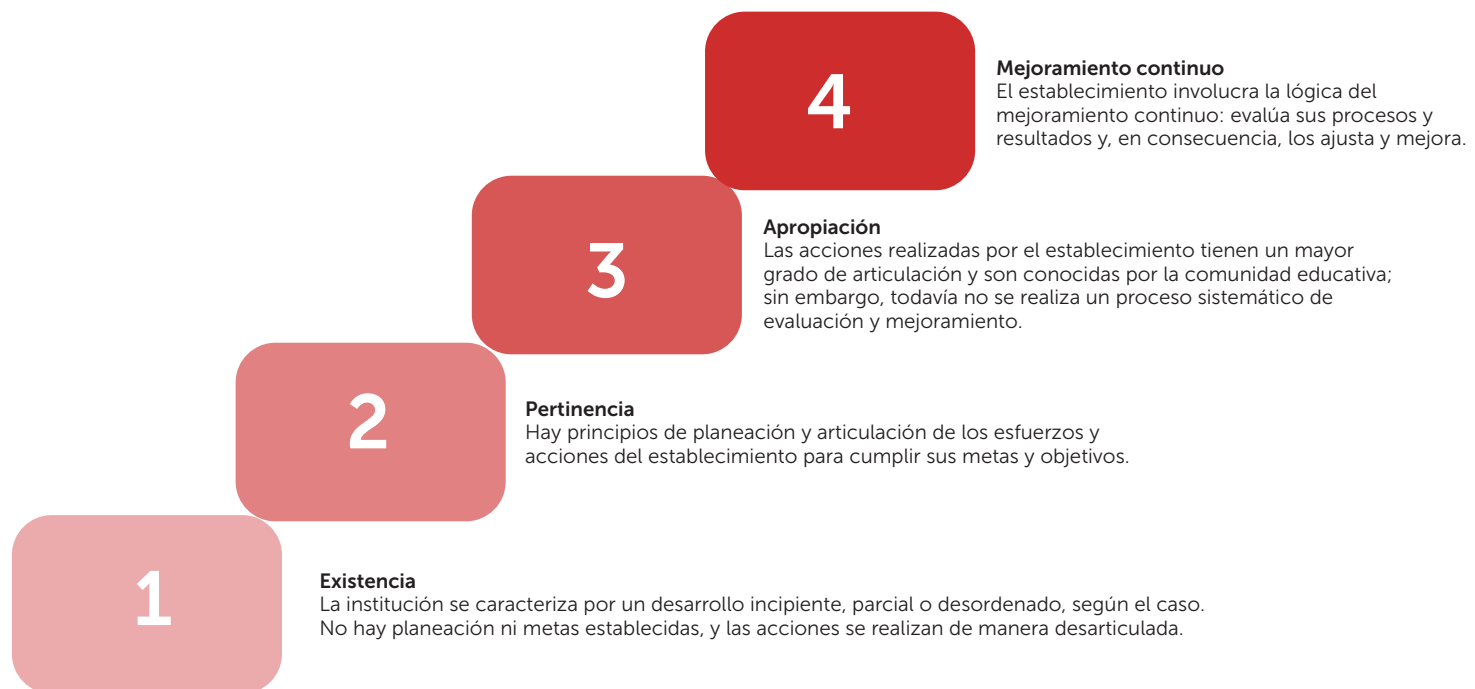 4
Mejoramiento continuo
El establecimiento involucra la lógica del
mejoramiento continuo: evalúa sus procesos y
resultados y, en consecuencia, los ajusta y mejora.
3
Apropiación
Las acciones realizadas por el establecimiento tienen un mayor
grado de articulación y son conocidas por la comunidad educativa;
sin embargo, todavía no se realiza un proceso sistemático de
evaluación y mejoramiento.
2
Pertinencia
Hay principios de planeación y articulación de los esfuerzos y
acciones del establecimiento para cumplir sus metas y objetivos.
1
Existencia
La institución se caracteriza por un desarrollo incipiente, parcial o desordenado, según el caso.
No hay planeación ni metas establecidas, y las acciones se realizan de manera desarticulada.